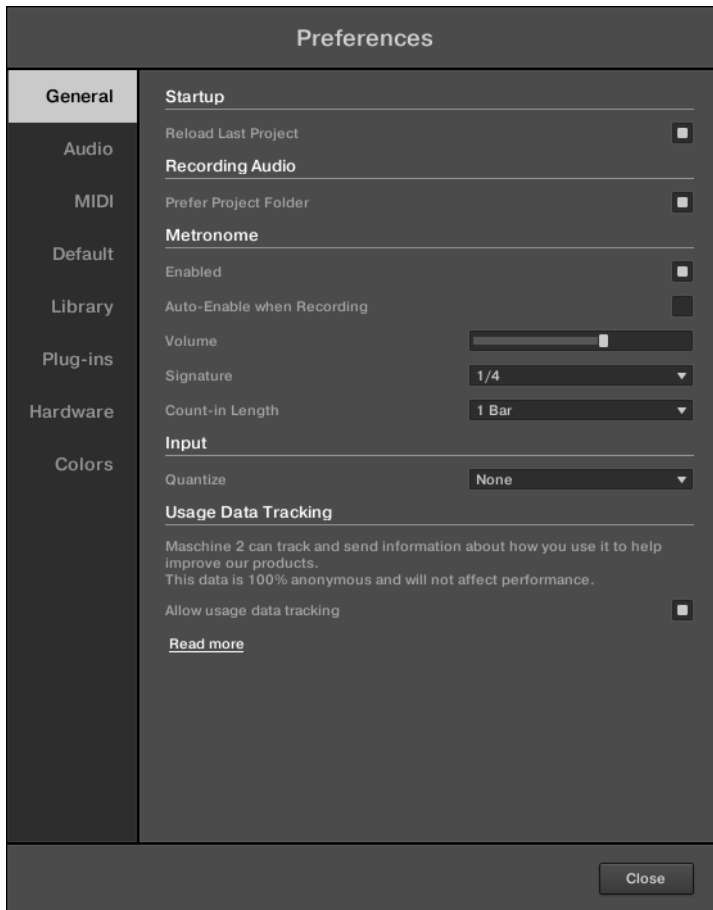 Preferences
General
Audio
MIDI
Default
Library
Plug-ins
Hardware
Colors
Startup
Reload Last Project
Recording Audio
Prefer Project Folder
Metronome
Enabled
Auto-Enable when Recording
Volume
Signature 1/4
Count-in Length 1 Bar
Input
Quantize None
Usage Data Tracking
Maschine 2 can track and send information about how you use it to help
improve our products.
This data is 100% anonymous and will not affect performance.
Allow usage data tracking
Read more
Close